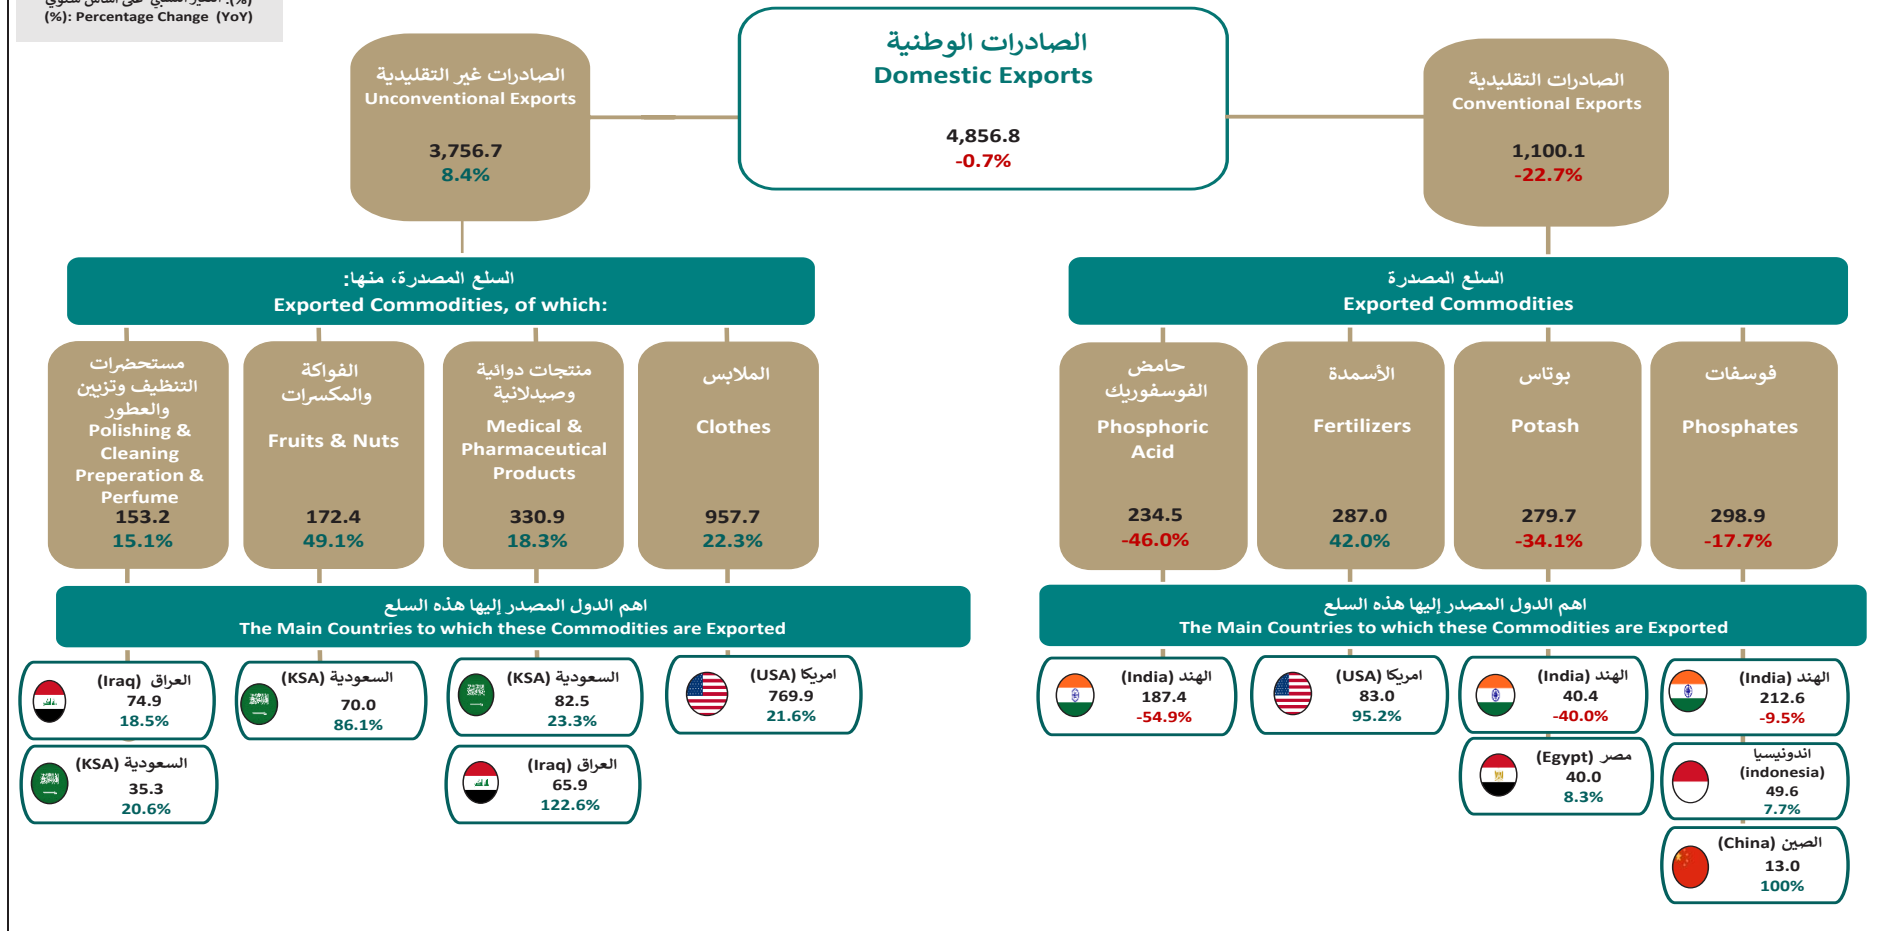 (%): التغير النسبي على أساس سنوي
(%): Percentage Change (YoY)
الصادرات الوطنية
Domestic Exports
4,856.8
-0.7%
الصادرات غير التقليدية
Unconventional Exports
3,756.7
8.4%
الصادرات التقليدية
Conventional Exports
1,100.1
-22.7%
السلع المصدرة، منها:
Exported Commodities, of which:
السلع المصدرة
Exported Commodities
مستحضرات
التنظيف وتزيين
والعطور
Polishing &
Cleaning
Preperation &
Perfume
153.2
15.1%
الفواكة
والمكسرات
Fruits & Nuts
172.4
49.1%
منتجات دوائية
وصيدلانية
Medical &
Pharmaceutical
Products
330.9
18.3%
الملابس
Clothes
957.7
22.3%
حامض
الفوسفوريك
Phosphoric
Acid
234.5
-46.0%
الأسمدة
Fertilizers
287.0
42.0%
بوتاس
Potash
279.7
-34.1%
فوسفات
Phosphates
298.9
-17.7%
اهم الدول المصدر إليها هذه السلع
The Main Countries to which these Commodities are Exported
اهم الدول المصدر إليها هذه السلع
The Main Countries to which these Commodities are Exported
العراق (Iraq)
74.9
18.5%
السعودية (KSA)
35.3
20.6%
السعودية (KSA)
70.0
86.1%
السعودية (KSA)
82.5
23.3%
العراق (Iraq)
65.9
122.6%
امريكا (USA)
769.9
21.6%
الهند (India)
187.4
-54.9%
امريكا (USA)
83.0
95.2%
الهند (India)
40.4
-40.0%
مصر (Egypt)
40.0
8.3%
الهند (India)
212.6
-9.5%
اندونيسيا
(indonesia)
49.6
7.7%
الصين (China)
13.0
100%